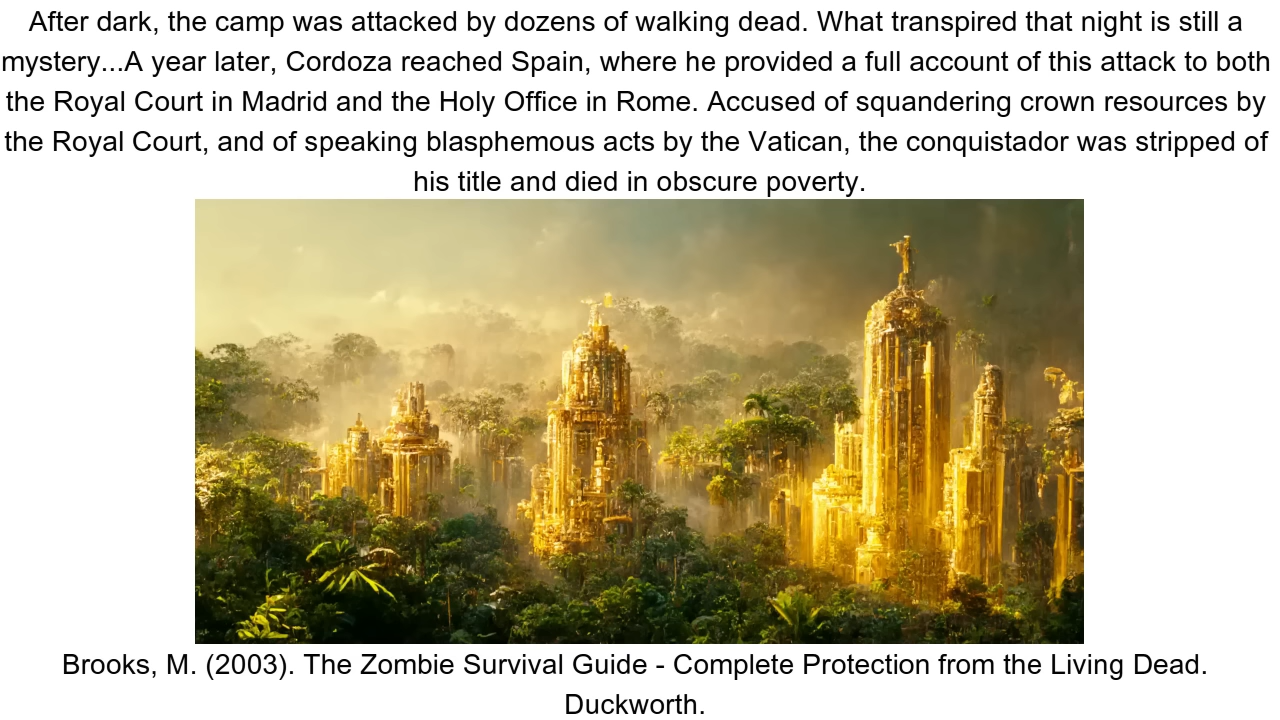 After dark, the camp was attacked by dozens of walking dead. What transpired that night is still a
mystery...A year later, Cordoza reached Spain, where he provided a full account of this attack to both
the Royal Court in Madrid and the Holy Office in Rome. Accused of squandering crown resources by
the Royal Court, and of speaking blasphemous acts by the Vatican, the conquistador was stripped of
his title and died in obscure poverty.
Brooks, M. (2003). The Zombie Survival Guide - Complete Protection from the Living Dead.
Duckworth.